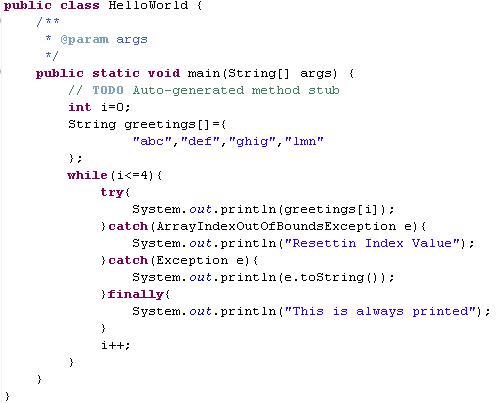 public class HelloWorld {
    /**
     * @param args
     */
    public static void main(String[] args) {
        // TODO Auto-generated method stub
        int i=0;
        String greetings[]={
                "abc","def","ghig","lmn"
        };
        while(i<=4){
            try{
                System.out.println(greetings[i]);
            }catch(ArrayIndexOutOfBoundsException e){
                System.out.println("Resettin Index Value");
            }catch(Exception e){
                System.out.println(e.toString());
            }finally{
                System.out.println("This is always printed");
            }
            i++;
        }
    }
}